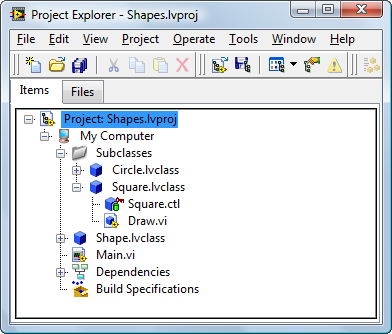 Project Explorer - Shapes.lvproj
File Edit View Project Operate Tools Window Help
Items Files
Project: Shapes.lvproj
My Computer
Subclasses
Circle.lvclass
Square.lvclass
Square.ctl
Draw.vi
Shape.lvclass
Main.vi
Dependencies
Build Specifications